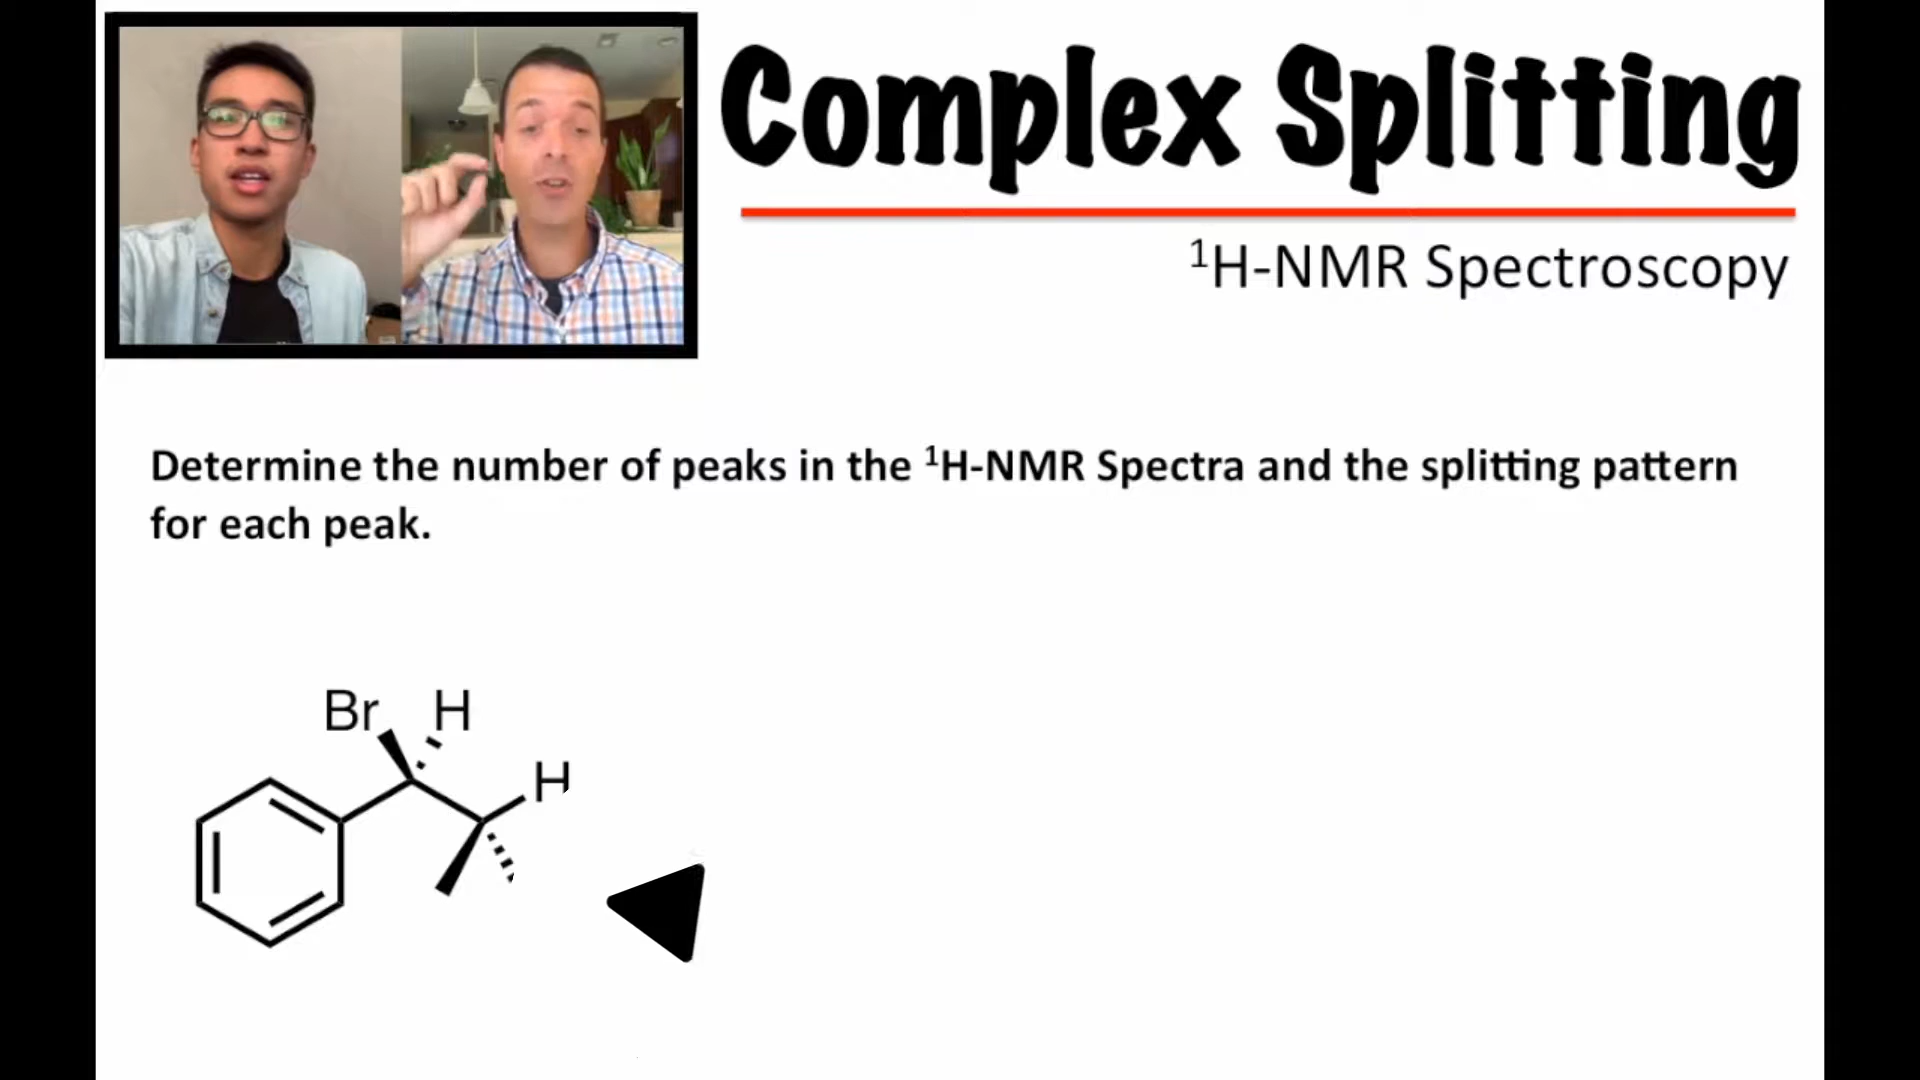 Complex Splitting
¹H-NMR Spectroscopy
Determine the number of peaks in the ¹H-NMR Spectra and the splitting pattern
for each peak.
Br H
H